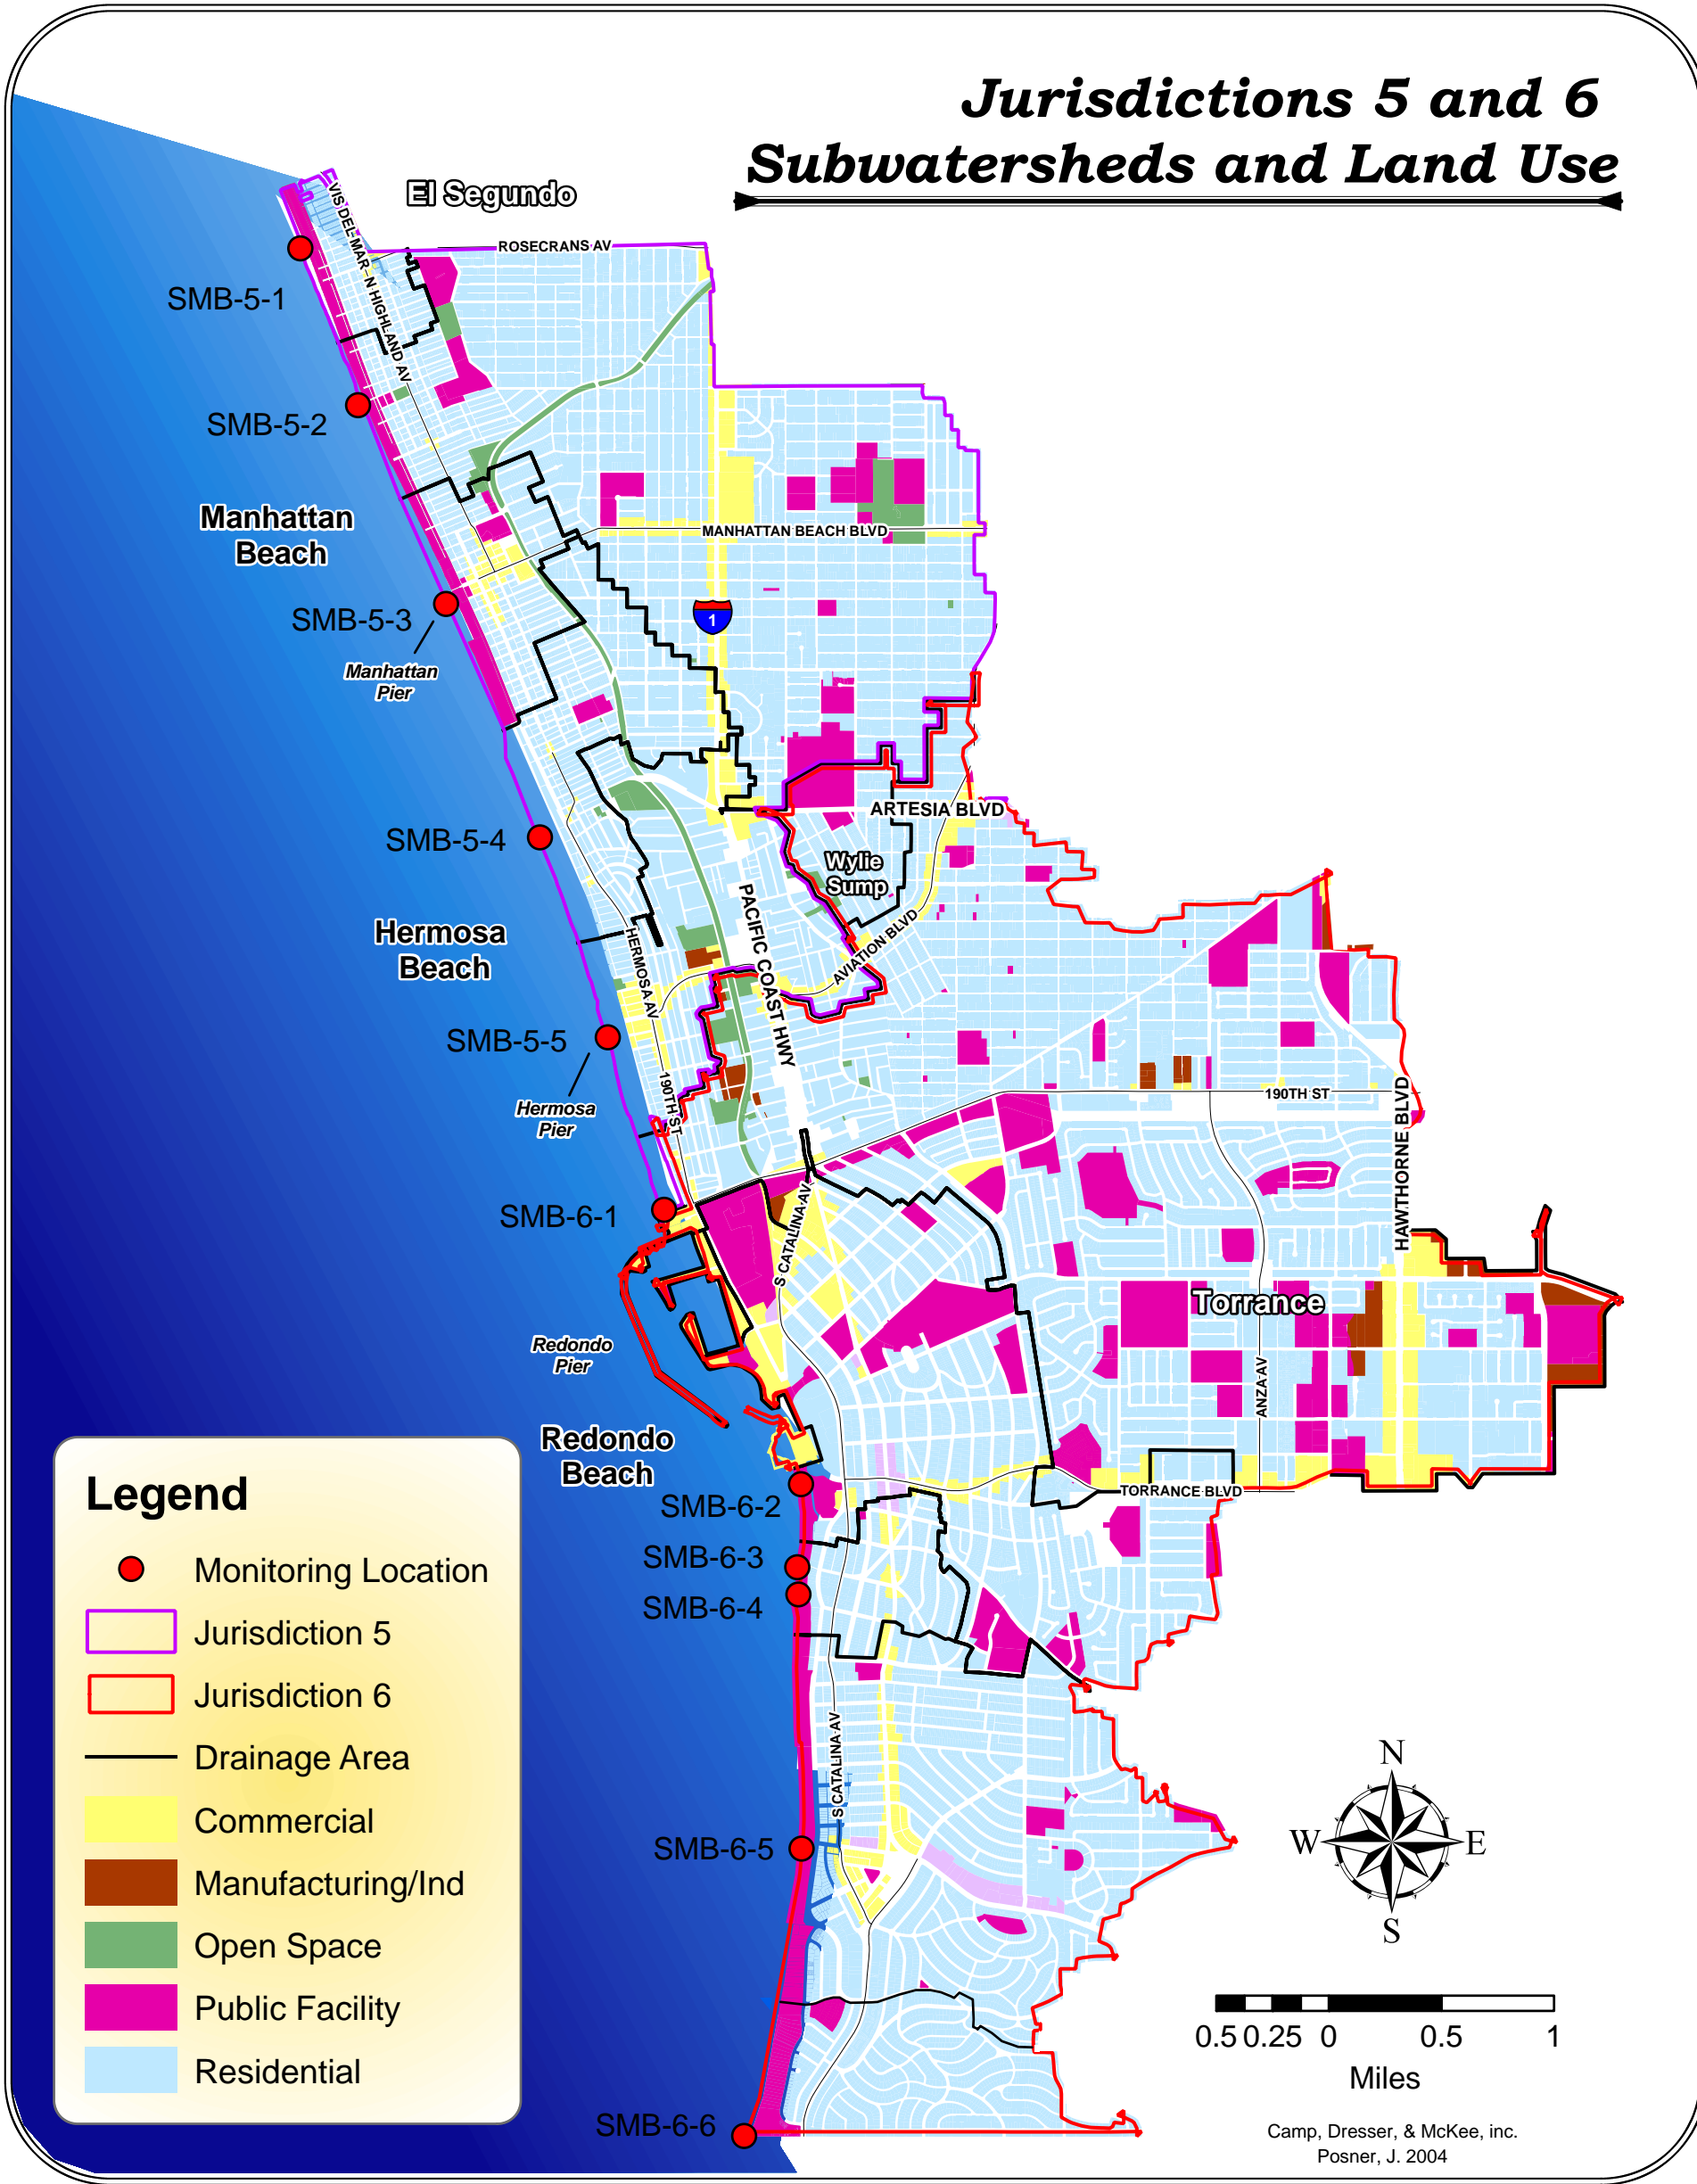 Jurisdictions 5 and 6
Subwatersheds and Land Use
El Segundo
VIS DEL MAR - N HIGHLAND AV
ROSECRANS AV
SMB-5-1
SMB-5-2
Manhattan
Beach
MANHATTAN BEACH BLVD
SMB-5-3
1
Manhattan
Pier
ARTESIA BLVD
SMB-5-4
Wylie
Sump
PACIFIC COAST HWY
Hermosa
Beach
HERMOSA AV
AVIATION BLVD
SMB-5-5
190TH ST
190TH ST
Hermosa
Pier
HAWTHORNE BLVD
SMB-6-1
S CATALINA AV
Torrance
Redondo
Pier
ANZA AV
Redondo
Beach
TORRANCE BLVD
SMB-6-2
SMB-6-3
SMB-6-4
S CATALINA AV
SMB-6-5
SMB-6-6
Legend
Monitoring Location
Jurisdiction 5
Jurisdiction 6
Drainage Area
Commercial
Manufacturing/Ind
Open Space
Public Facility
Residential
N
W E
S
0.5 0.25 0 0.5 1
Miles
Camp, Dresser, & McKee, inc.
Posner, J. 2004